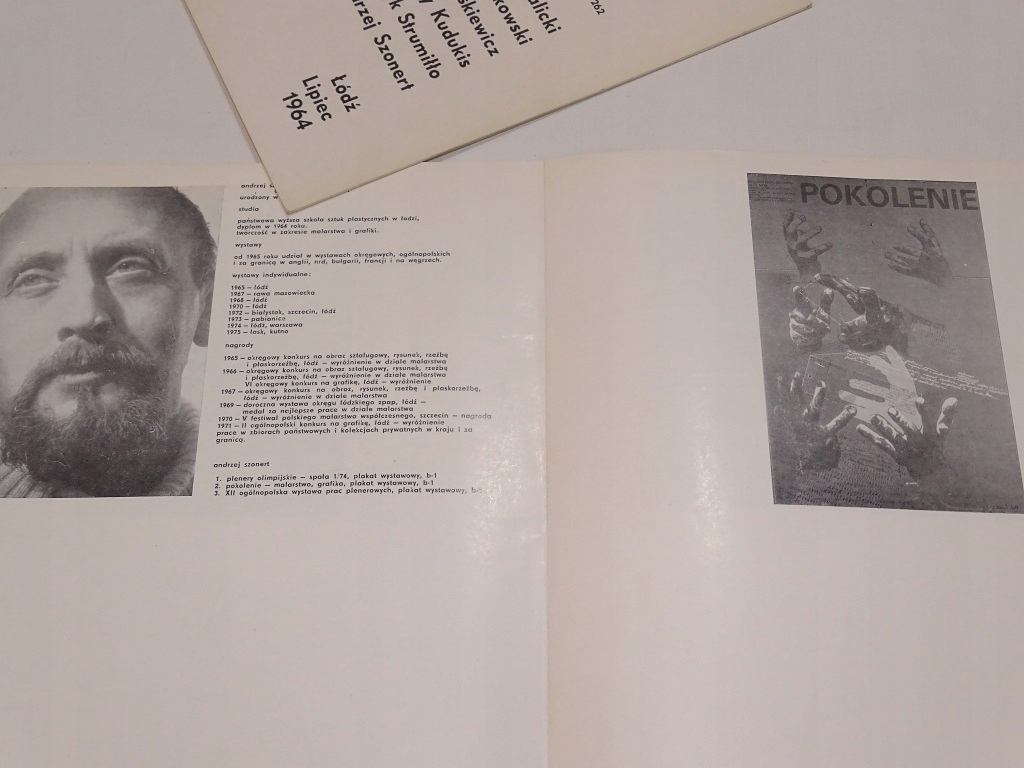 262
alicki
kowski
skiewicz
Kudukis
k Strumiłło
rzej Szonert
Łódź
Lipiec
1964
andrzej
urodzony w
studia
państwowa wyższa szkoła sztuk plastycznych w łodzi,
dyplom w 1964 roku.
twórczość w zakresie malarstwa i grafiki.
wystawy
od 1965 roku udział w wystawach okręgowych, ogólnopolskich
i za granicą w anglii, nrd, bułgarii, francji i na węgrzech.
wystawy indywidualne:
1965 — łódź
1967 — rawa mazowiecka
1968 — łódź
1970 — łódź
1972 — białystok, szczecin, łódź
1973 — pabianice
1974 — łódź, warszawa
1975 — łask, kutno
nagrody
1965 — okręgowy konkurs na obraz sztalugowy, rysunek, rzeźbę
i płaskorzeźbę, łódź — wyróżnienie w dziale malarstwa
1966 — okręgowy konkurs na obraz sztalugowy, rysunek, rzeźbę
i płaskorzeźbę, łódź — wyróżnienie w dziale malarstwa
VI okręgowy konkurs na grafikę, łódź — wyróżnienie
1967 — okręgowy konkurs na obraz, rysunek, rzeźbę i płaskorzeźbę,
łódź — wyróżnienie w dziale malarstwa
1969 — doroczna wystawa okręgu łódzkiego zpap, łódź —
medal za najlepsze prace w dziale malarstwa
1970 — V festiwal polskiego malarstwa współczesnego, szczecin — nagroda
1971 — II ogólnopolski konkurs na grafikę, łódź — wyróżnienie
prace w zbiorach państwowych i kolekcjach prywatnych w kraju i za
granicą.
andrzej szonert
1. plenery olimpijskie — spała 1/74, plakat wystawowy, b-1
2. pokolenie — malarstwo, grafika, plakat wystawowy, b-1
3. XII ogólnopolska wystawa prac plenerowych, plakat wystawowy, b-1
POKOLENIE